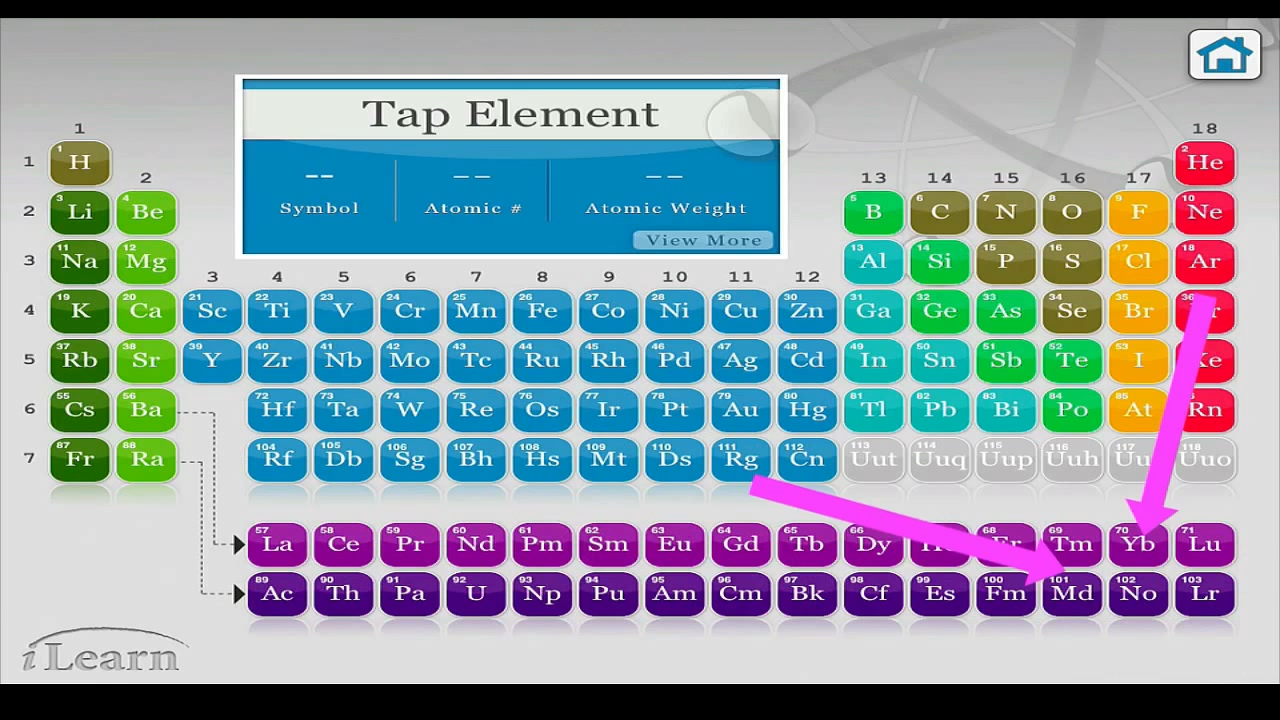 Tap Element
-- -- --
Symbol Atomic # Atomic Weight
View More
1 18
1 1 H 2 He
2 13 14 15 16 17
2 3 Li 4 Be 5 B 6 C 7 N 8 O 9 F 10 Ne
3 11 Na 12 Mg 13 Al 14 Si 15 P 16 S 17 Cl 18 Ar
3 4 5 6 7 8 9 10 11 12
4 19 K 20 Ca 21 Sc 22 Ti 23 V 24 Cr 25 Mn 26 Fe 27 Co 28 Ni 29 Cu 30 Zn 31 Ga 32 Ge 33 As 34 Se 35 Br 36
5 37 Rb 38 Sr 39 Y 40 Zr 41 Nb 42 Mo 43 Tc 44 Ru 45 Rh 46 Pd 47 Ag 48 Cd 49 In 50 Sn 51 Sb 52 Te 53 I
6 55 Cs 56 Ba 72 Hf 73 Ta 74 W 75 Re 76 Os 77 Ir 78 Pt 79 Au 80 Hg 81 Tl 82 Pb 83 Bi 84 Po 85 At Rn
7 87 Fr 88 Ra 104 Rf 105 Db 106 Sg 107 Bh 108 Hs 109 Mt 110 Ds 111 Rg 112 Cn 113 Uut 114 Uuq 115 Uup 116 Uuh 117 118 Uuo
57 La 58 Ce 59 Pr 60 Nd 61 Pm 62 Sm 63 Eu 64 Gd 65 Tb 66 Dy 68 Er 69 Tm 70 Yb 71 Lu
89 Ac 90 Th 91 Pa 92 U 93 Np 94 Pu 95 Am 96 Cm 97 Bk 98 Cf 99 Es 100 Fm 101 Md 102 No 103 Lr
iLearn